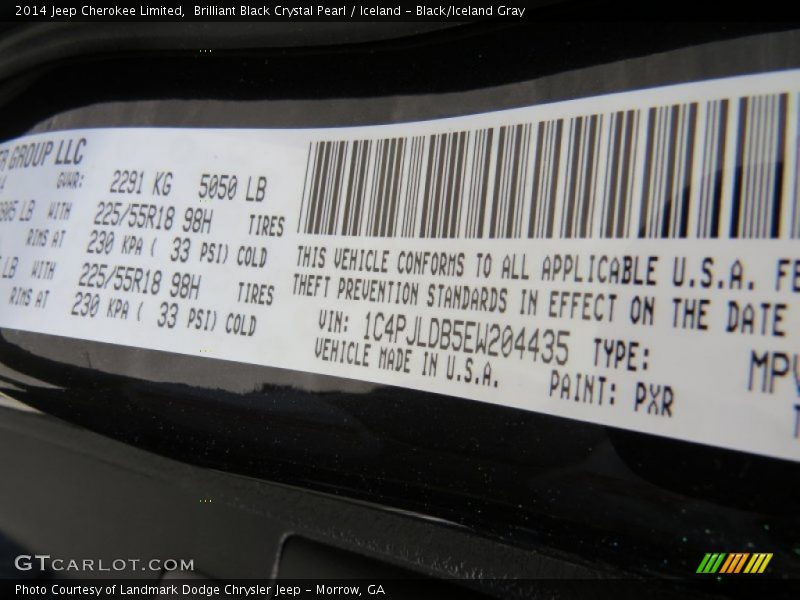 2014 Jeep Cherokee Limited, Brilliant Black Crystal Pearl / Iceland - Black/Iceland Gray
GROUP LLC
GVWR: 2291 KG 5050 LB
LB WITH 225/55R18 98H TIRES
RIMS AT 230 KPA ( 33 PSI) COLD
LB WITH 225/55R18 98H TIRES
RIMS AT 230 KPA ( 33 PSI) COLD
THIS VEHICLE CONFORMS TO ALL APPLICABLE U.S.A. FE
THEFT PREVENTION STANDARDS IN EFFECT ON THE DATE
VIN: 1C4PJLDB5EW204435 TYPE: MPV
VEHICLE MADE IN U.S.A. PAINT: PXR
GTCARLOT.COM
Photo Courtesy of Landmark Dodge Chrysler Jeep - Morrow, GA